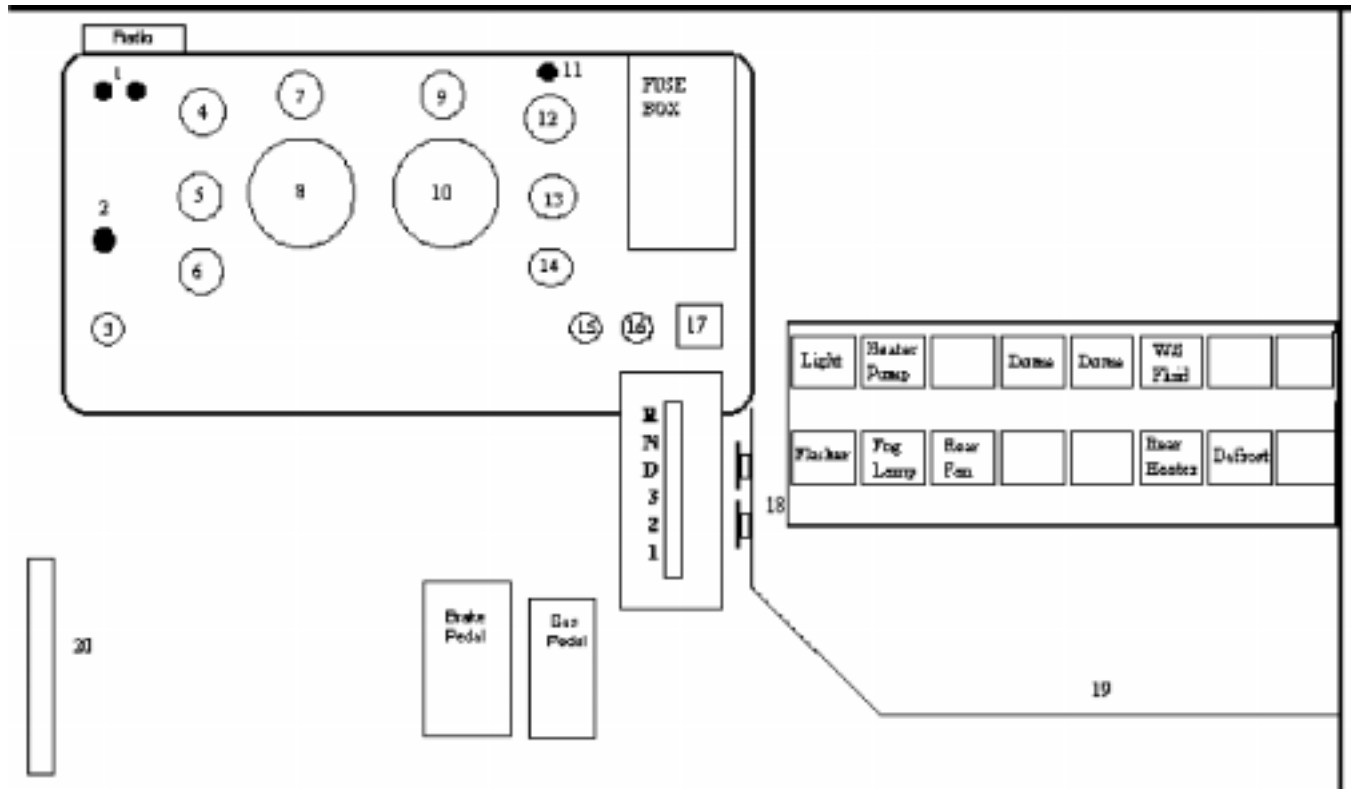 Radio
1
11
FUSE
BOX
4
7
9
12
5
8
10
13
2
6
14
3
15
16
17
Light
Heater
Pump
Dome
Dome
Fluid
R
N
D
3
2
1
Flasher
Fog
Lamp
Rear
Fan
Rear
Heater
Defrost
18
Brake
Pedal
Gas
Pedal
20
19